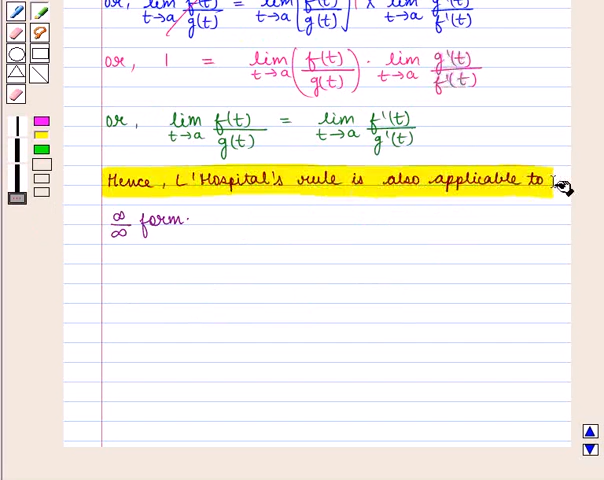 or, lim t→a f(t)/g(t) = lim t→a (f(t)/g(t)) × lim t→a g'(t)/f'(t)
or, 1 = lim t→a (f(t)/g(t)) · lim t→a g'(t)/f'(t)
or, lim t→a f(t)/g(t) = lim t→a f'(t)/g'(t)
Hence, L'Hospital's rule is also applicable to
∞/∞ form.